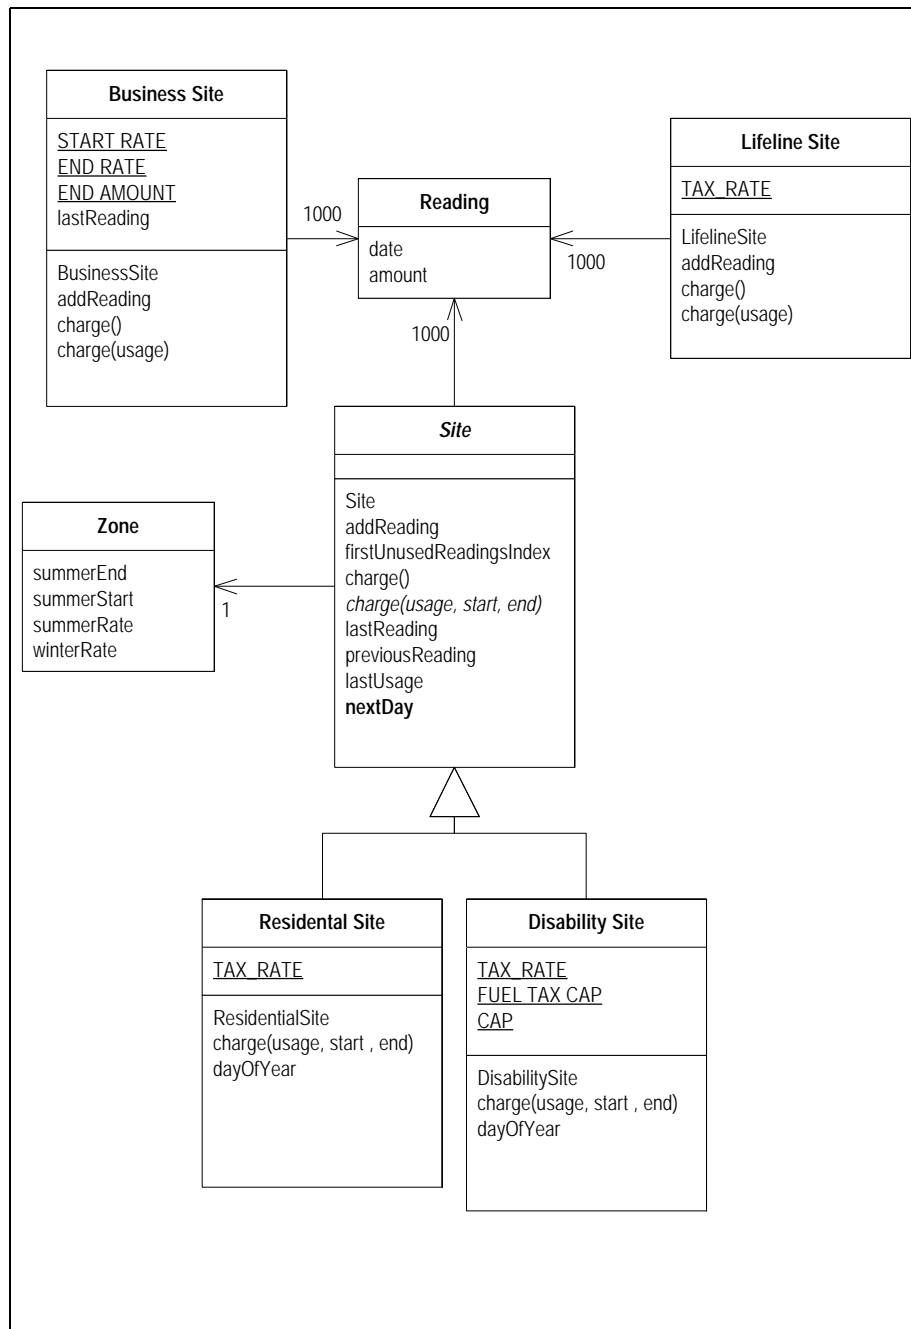 Business Site
START RATE
END RATE
END AMOUNT
lastReading
BusinessSite
addReading
charge()
charge(usage)
1000
Reading
date
amount
Lifeline Site
TAX_RATE
LifelineSite
addReading
charge()
charge(usage)
1000
1000
Site
Site
addReading
firstUnusedReadingsIndex
charge()
charge(usage, start, end)
lastReading
previousReading
lastUsage
nextDay
Zone
summerEnd
summerStart
summerRate
winterRate
1
Residental Site
TAX_RATE
ResidentialSite
charge(usage, start , end)
dayOfYear
Disability Site
TAX_RATE
FUEL TAX CAP
CAP
DisabilitySite
charge(usage, start , end)
dayOfYear